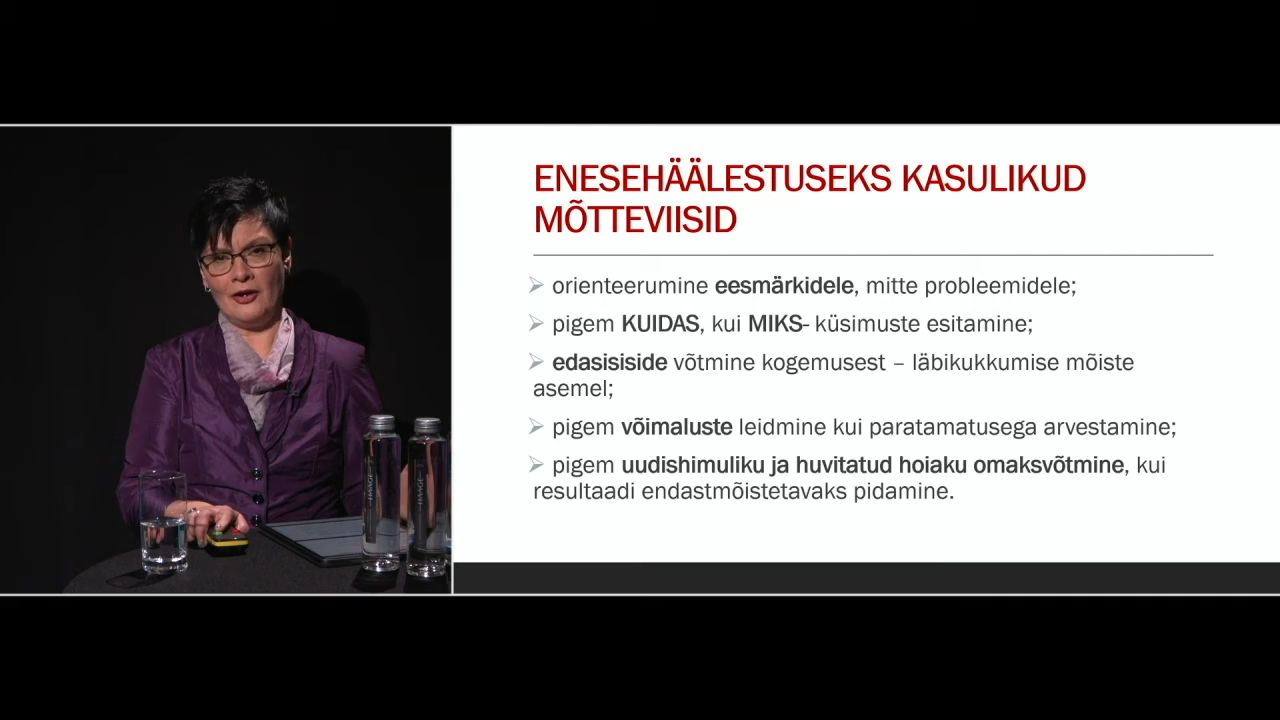 ENESEHÄÄLESTUSEKS KASULIKUD
MÕTTEVIISID
orienteerumine eesmärkidele, mitte probleemidele;
pigem KUIDAS, kui MIKS- küsimuste esitamine;
edasisiside võtmine kogemusest – läbikukkumise mõiste
asemel;
pigem võimaluste leidmine kui paratamatusega arvestamine;
pigem uudishimuliku ja huvitatud hoiaku omaksvõtmine, kui
resultaadi endastmõistetavaks pidamine.